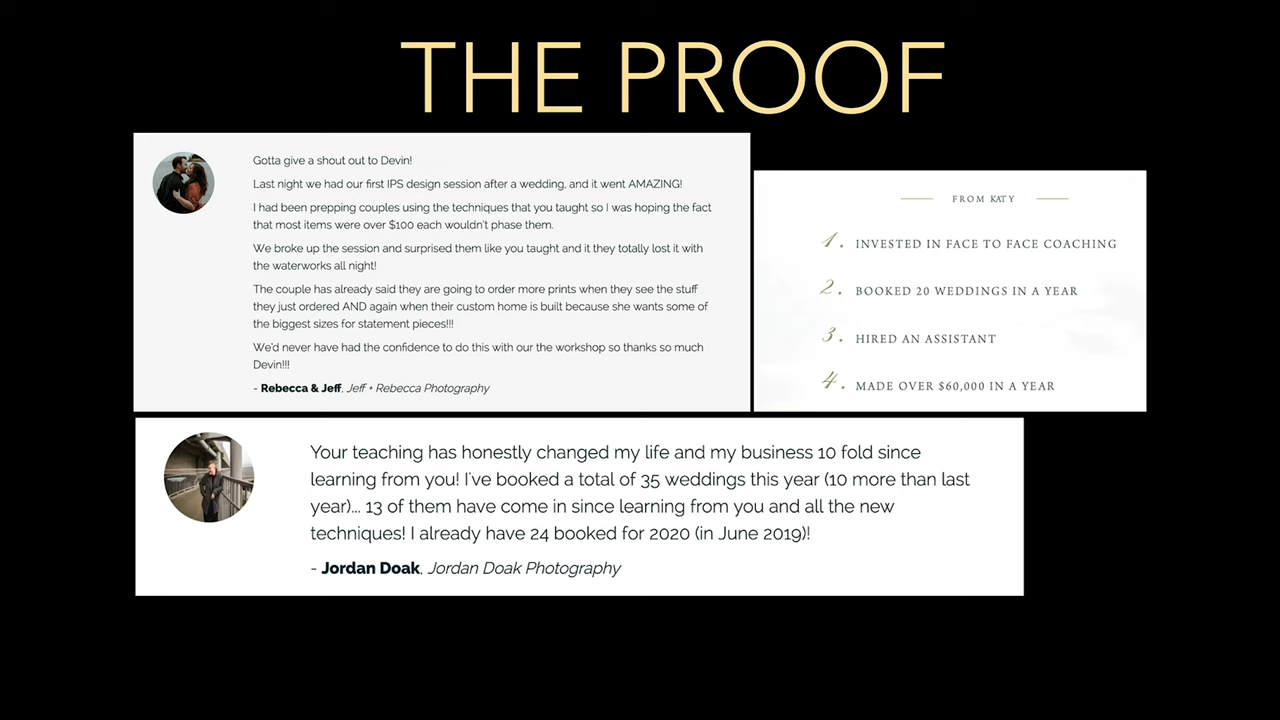 THE PROOF
Gotta give a shout out to Devin!
Last night we had our first IPS design session after a wedding, and it went AMAZING!
I had been prepping couples using the techniques that you taught so I was hoping the fact
that most items were over $100 each wouldn't phase them.
We broke up the session and surprised them like you taught and it they totally lost it with
the waterworks all night!
The couple has already said they are going to order more prints when they see the stuff
they just ordered AND again when their custom home is built because she wants some of
the biggest sizes for statement pieces!!!
We'd never have had the confidence to do this with our the workshop so thanks so much
Devin!!!
- Rebecca & Jeff, Jeff + Rebecca Photography
FROM KATY
1. INVESTED IN FACE TO FACE COACHING
2. BOOKED 20 WEDDINGS IN A YEAR
3. HIRED AN ASSISTANT
4. MADE OVER $60,000 IN A YEAR
Your teaching has honestly changed my life and my business 10 fold since
learning from you! I've booked a total of 35 weddings this year (10 more than last
year)... 13 of them have come in since learning from you and all the new
techniques! I already have 24 booked for 2020 (in June 2019)!
- Jordan Doak, Jordan Doak Photography